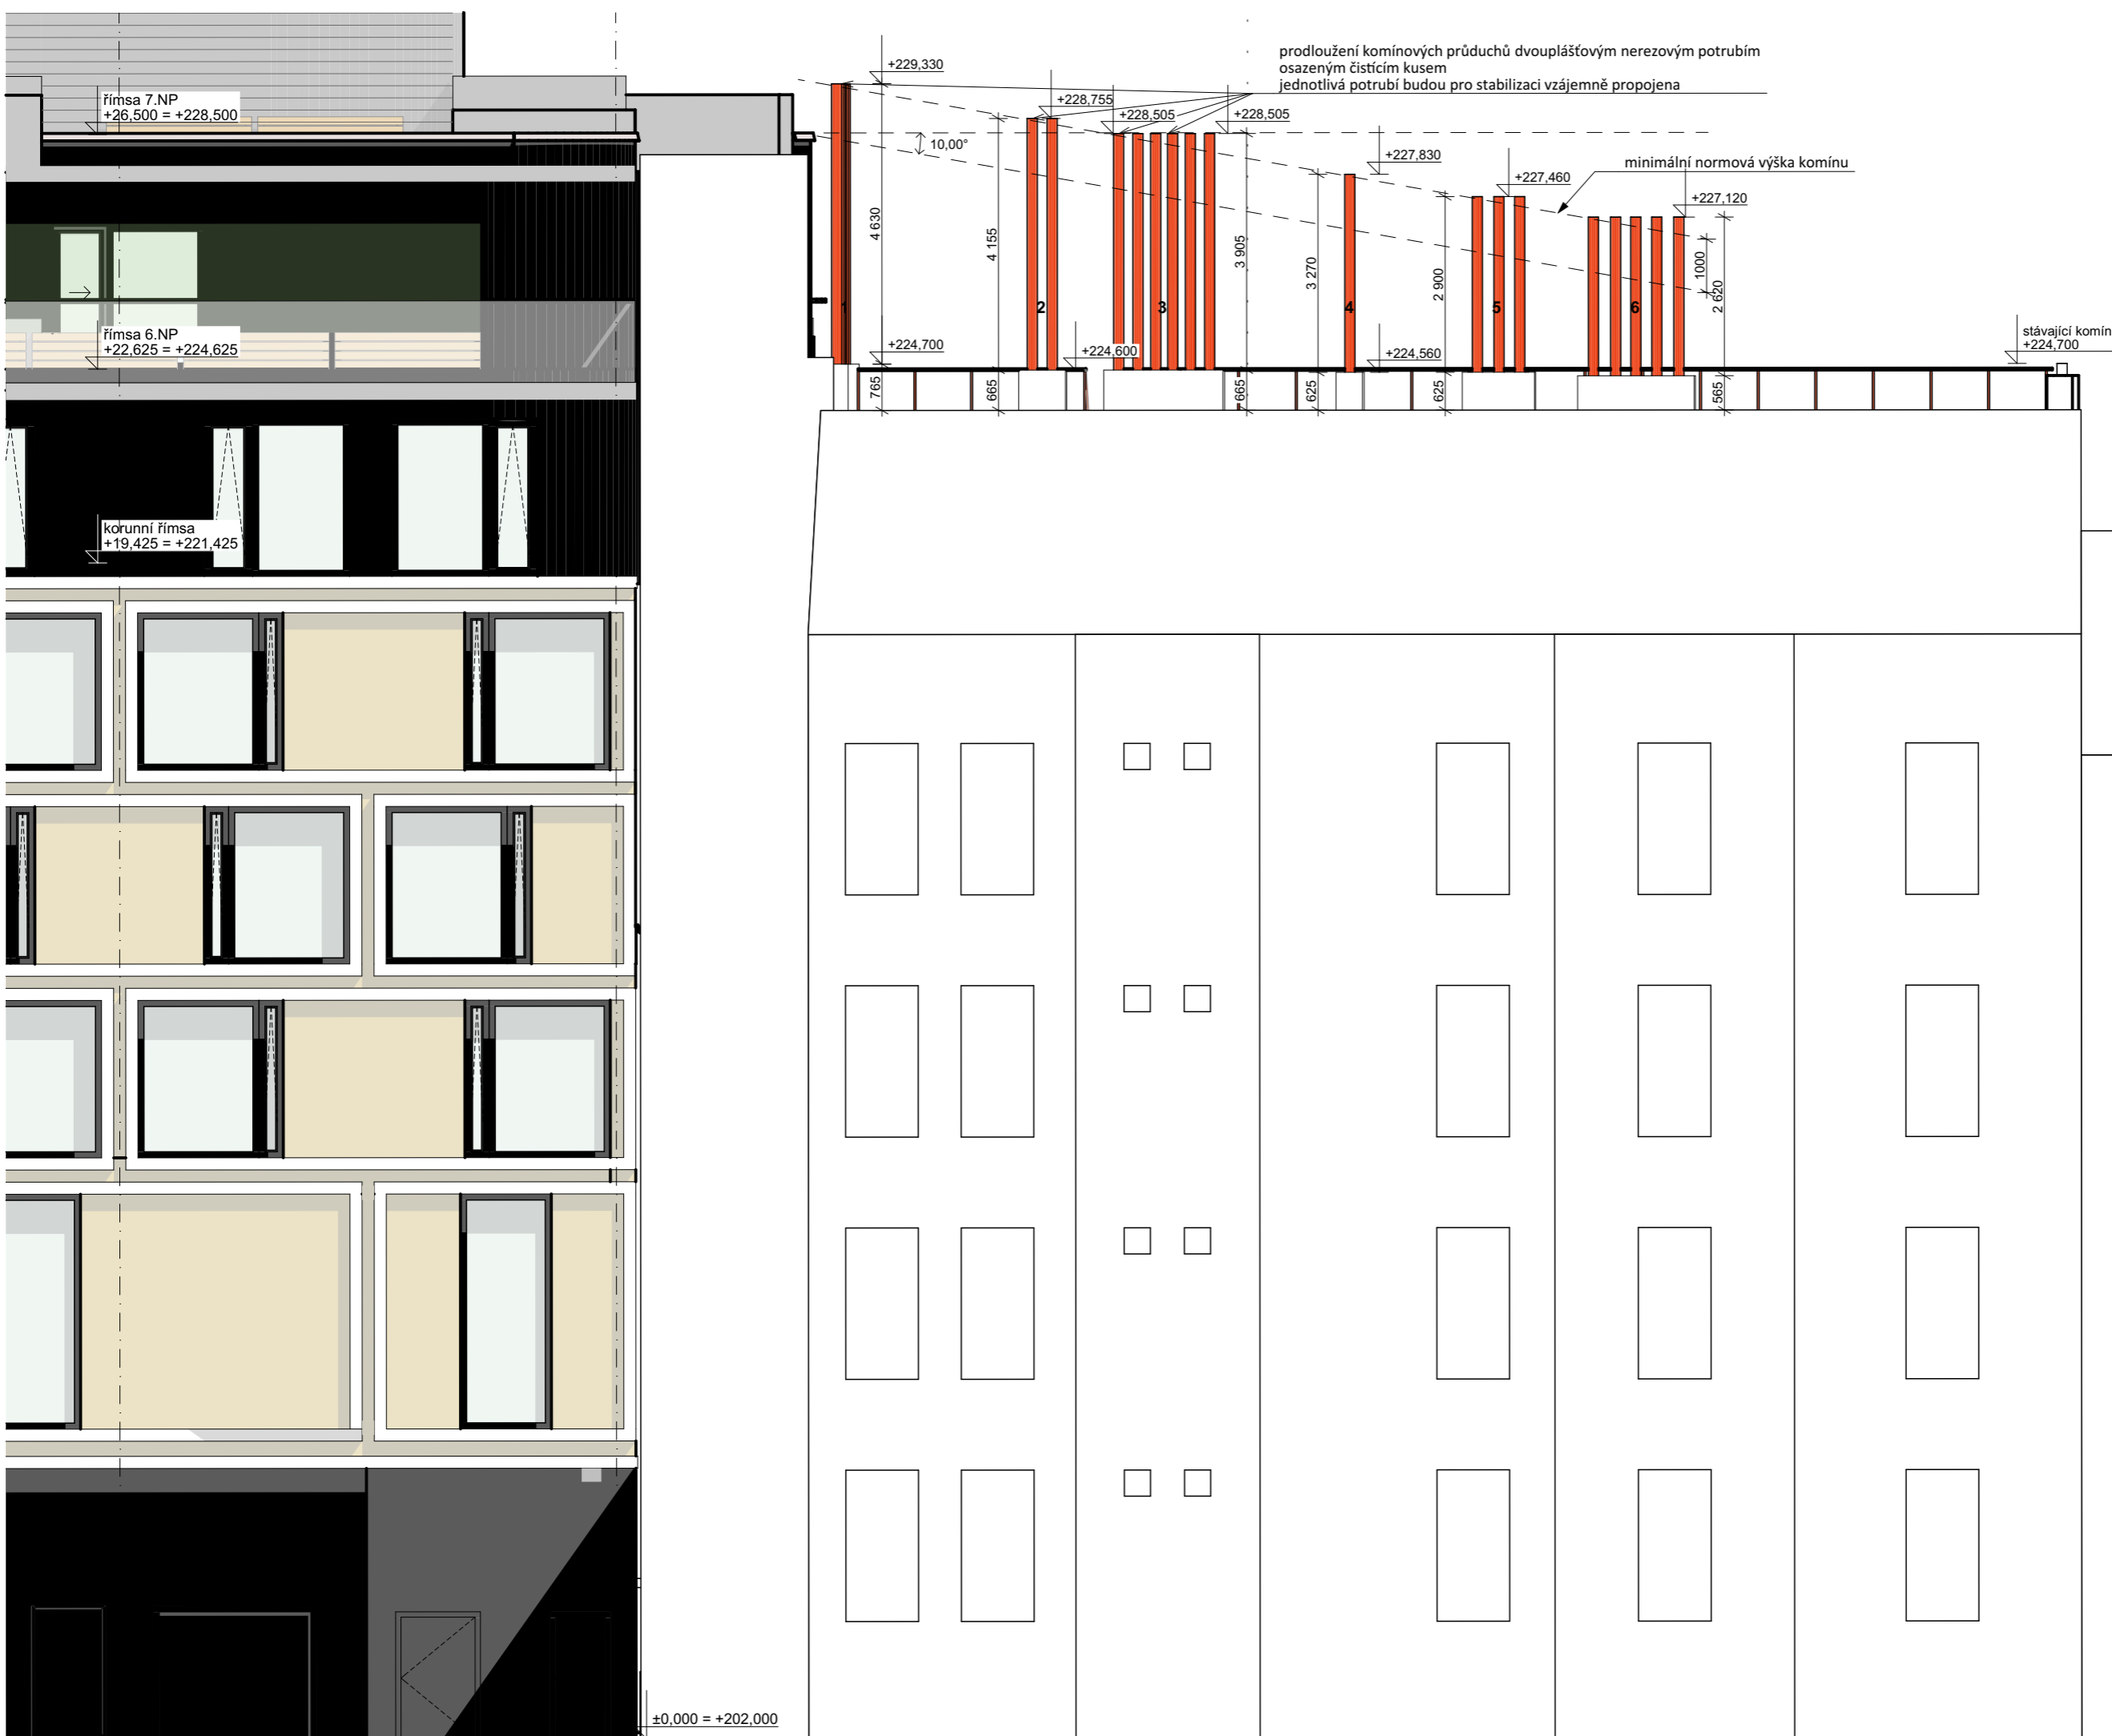 prodloužení komínových průduchů dvouplášťovým nerezovým potrubím
osazeným čistícím kusem
jednotlivá potrubí budou pro stabilizaci vzájemně propojena
+229,330
+228,755
+228,505
+228,505
římsa 7.NP
+26,500 = +228,500
10,00°
+227,830
minimální normová výška komínu
+227,460
+227,120
4 630
4 155
3 905
3 270
2 900
1000
2 620
1
2
3
4
5
6
římsa 6.NP
+22,625 = +224,625
+224,700
+224,600
+224,560
stávající komín
+224,700
765
665
665
625
625
565
korunní římsa
+19,425 = +221,425
±0,000 = +202,000